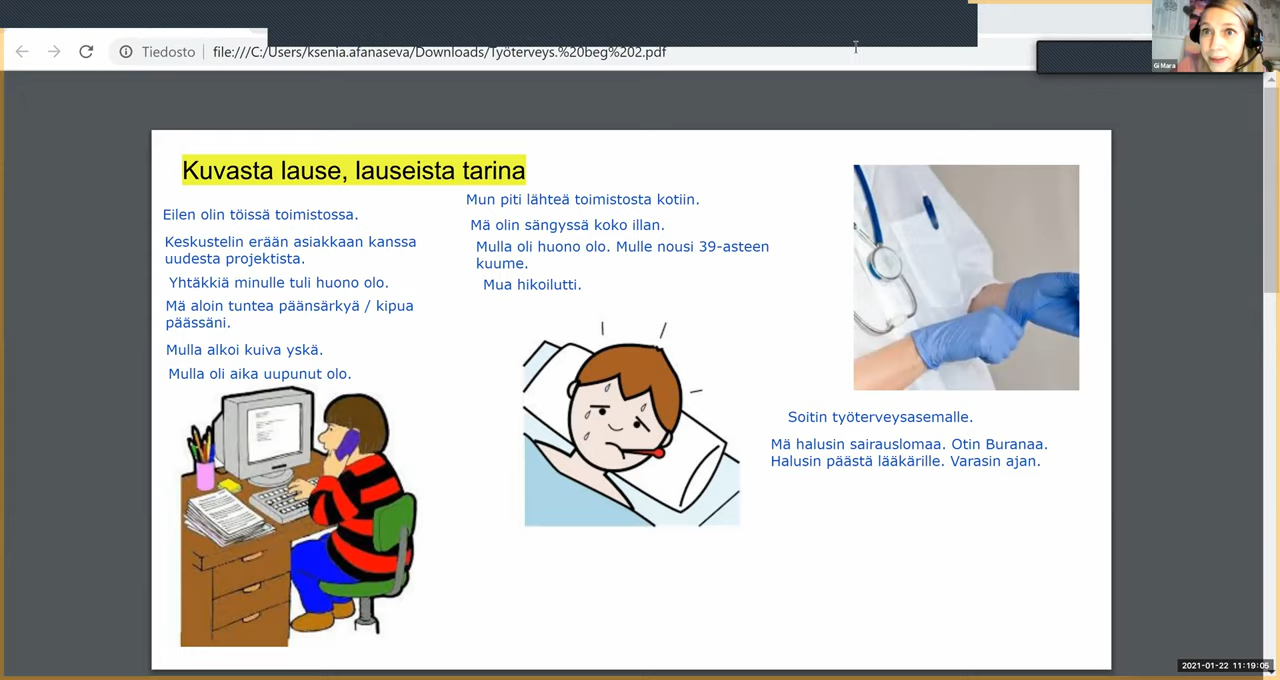 Tiedosto
file:///C:/Users/ksenia.afanaseva/Downloads/Työterveys.%20beg%202.pdf
Gi Mara
Kuvasta lause, lauseista tarina
Eilen olin töissä toimistossa.
Keskustelin erään asiakkaan kanssa
uudesta projektista.
Yhtäkkiä minulle tuli huono olo.
Mä aloin tuntea päänsärkyä / kipua
päässäni.
Mulla alkoi kuiva yskä.
Mulla oli aika uupunut olo.
Mun piti lähteä toimistosta kotiin.
Mä olin sängyssä koko illan.
Mulla oli huono olo. Mulle nousi 39-asteen
kuume.
Mua hikoilutti.
Soitin työterveysasemalle.
Mä halusin sairauslomaa. Otin Buranaa.
Halusin päästä lääkärille. Varasin ajan.
2021-01-22 11:19:05